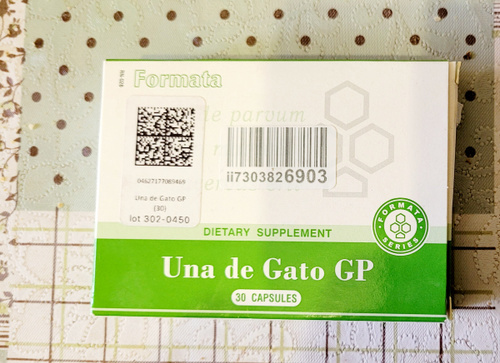 Formata
de parvum
ii7303826903
Una de Gato GP
(30)
lot 302-0450
DIETARY SUPPLEMENT
FORMATA
SERIES
Una de Gato GP
30 CAPSULES